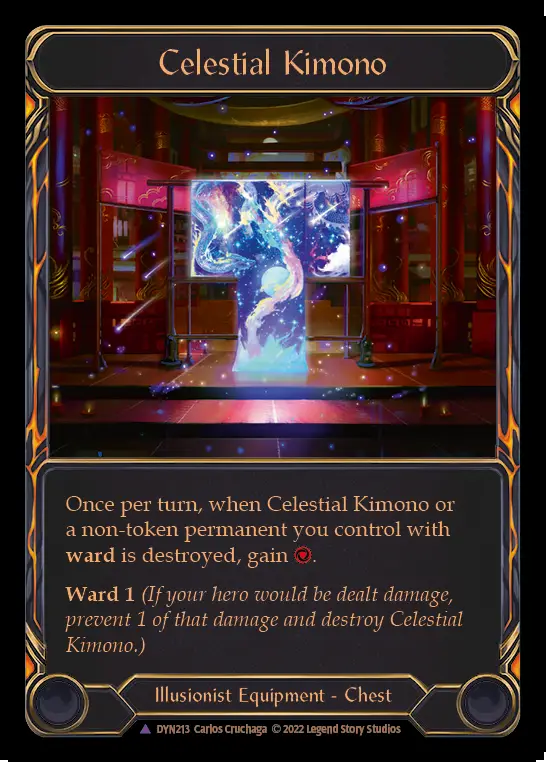 Celestial Kimono
Once per turn, when Celestial Kimono or
a non-token permanent you control with
ward is destroyed, gain .
Ward 1 (If your hero would be dealt damage,
prevent 1 of that damage and destroy Celestial
Kimono.)
Illusionist Equipment - Chest
DYN213 Carlos Cruchaga © 2022 Legend Story Studios